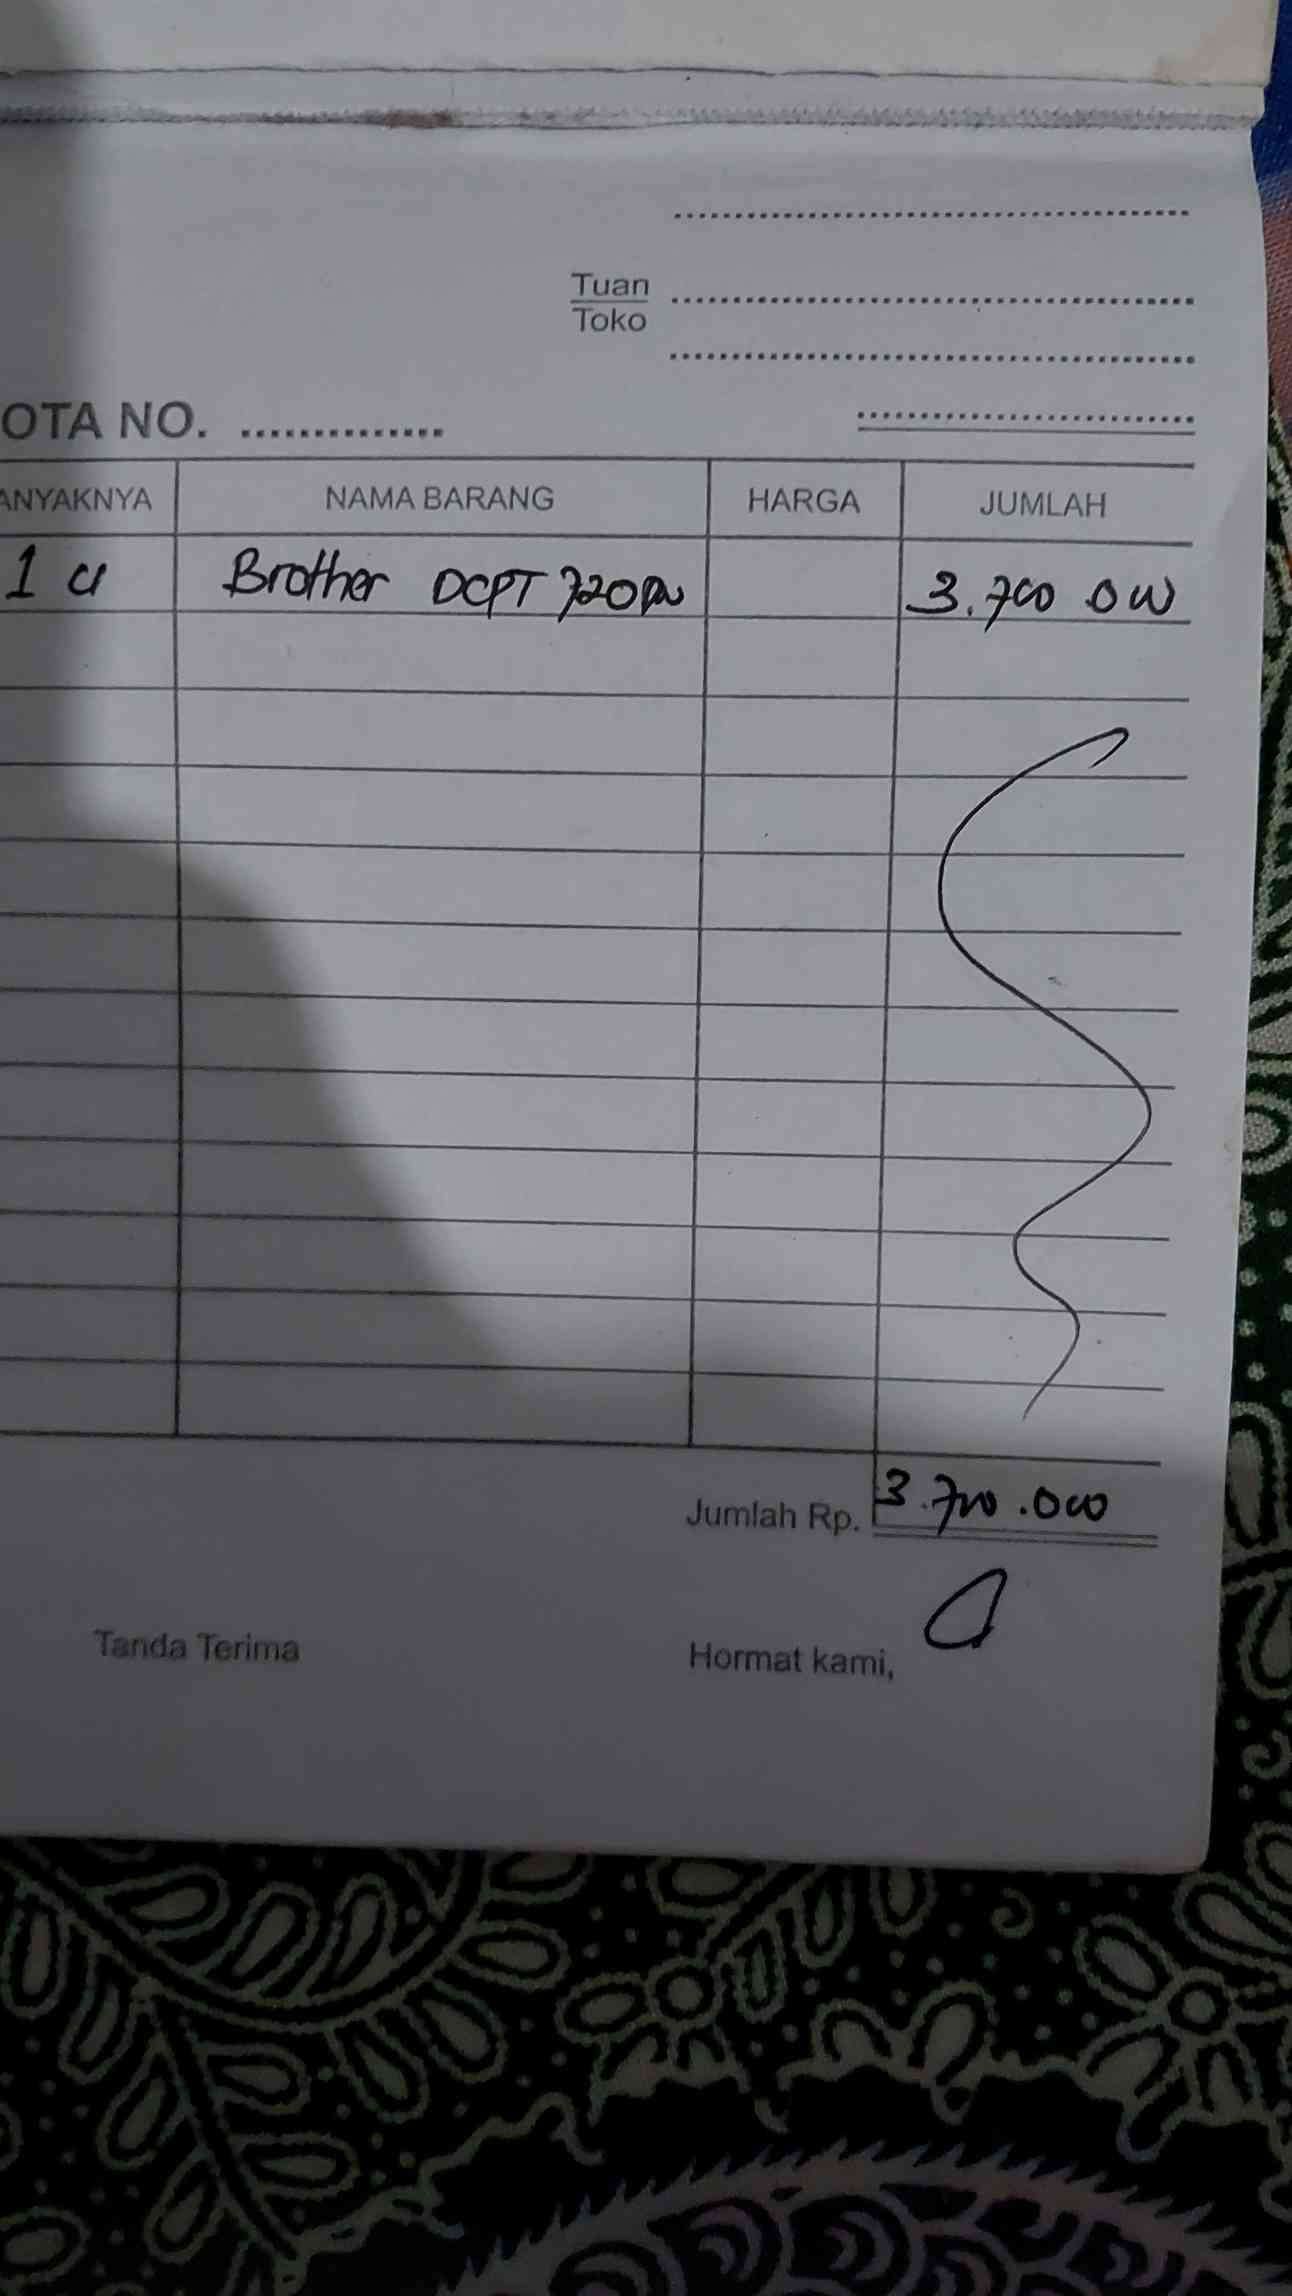 Tuan
Toko
OTA NO.
ANYAKNYA NAMA BARANG HARGA JUMLAH
1 Brother DCPT 720DW 3.700 000
Jumlah Rp. 3.700.000
Tanda Terima Hormat kami,